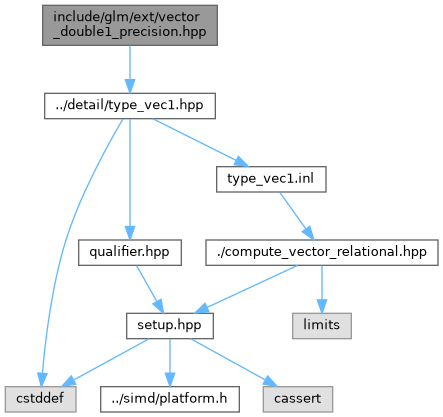 include/glm/ext/vector
_double1_precision.hpp
../detail/type_vec1.hpp
type_vec1.inl
qualifier.hpp
./compute_vector_relational.hpp
setup.hpp
limits
cstddef
../simd/platform.h
cassert